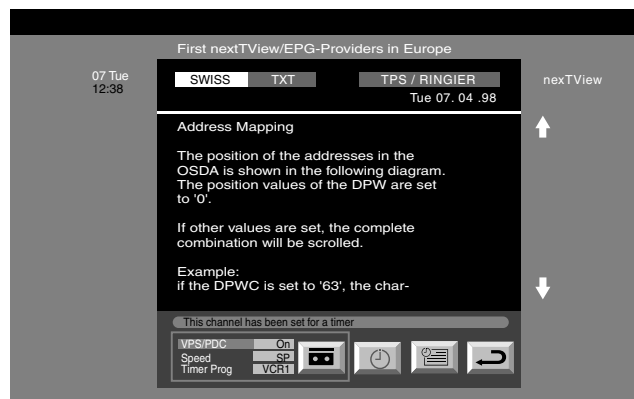 First nextTView/EPG-Providers in Europe
07 Tue
12:38
SWISS TXT TPS / RINGIER
nexTView
Tue 07. 04 .98
Address Mapping
The position of the addresses in the
OSDA is shown in the following diagram.
The position values of the DPW are set
to '0'.
If other values are set, the complete
combination will be scrolled.
Example:
if the DPWC is set to '63', the char-
This channel has been set for a timer
VPS/PDC On
Speed SP
Timer Prog VCR1